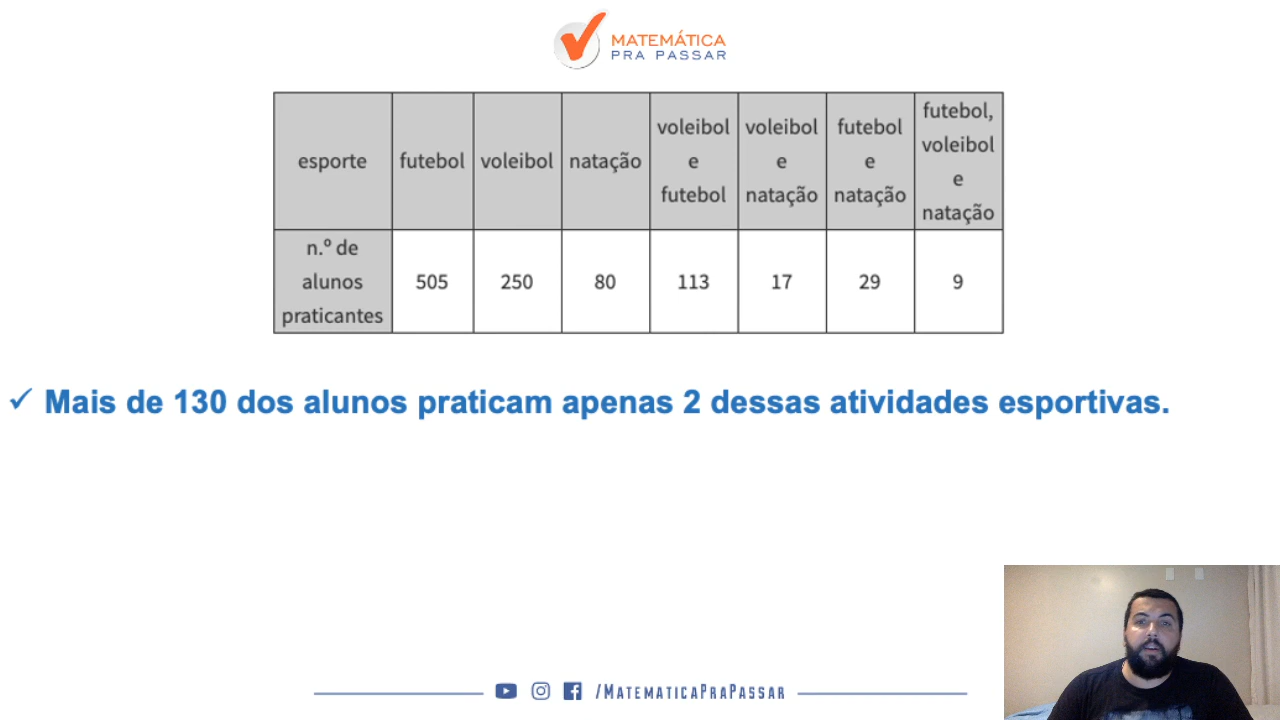 MATEMÁTICA
PRA PASSAR
esporte
futebol
voleibol
natação
voleibol
e
futebol
voleibol
e
natação
futebol
e
natação
futebol,
voleibol
e
natação
n.º de
alunos
praticantes
505
250
80
113
17
29
9
✓ Mais de 130 dos alunos praticam apenas 2 dessas atividades esportivas.
/MATEMATICAPRAPASSAR